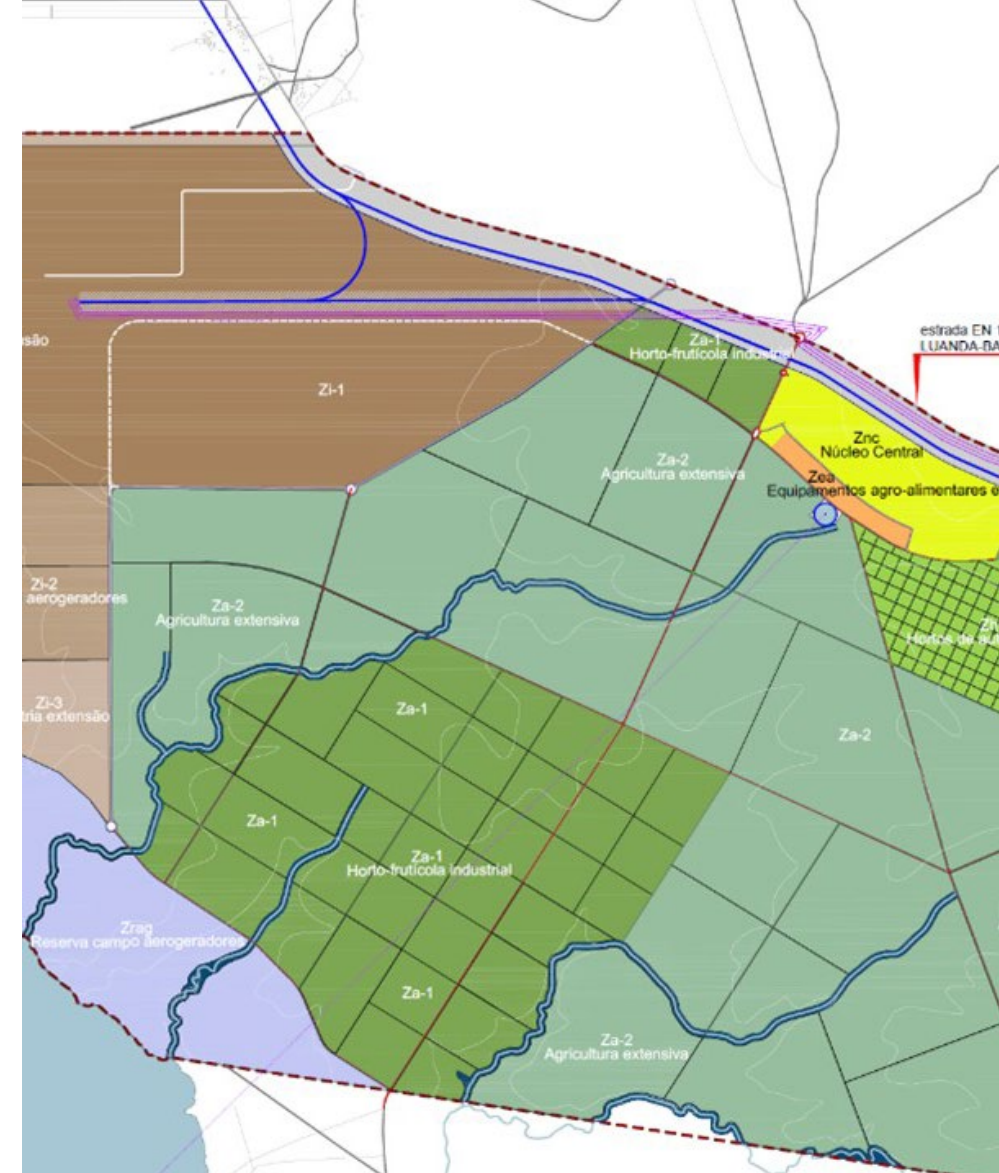 estrada EN 1
LUANDA-BA
são
Za-1
Horto-frutícola industrial
Zi-1
Znc
Núcleo Central
Za-2
Agricultura extensiva
Zea
Equipamentos agro-alimentares e
Zi-2
aerogeradores
Za-2
Agricultura extensiva
Hortos de au
Zi-3
tria extensão
Za-1
Za-2
Za-1
Za-1
Horto-frutícola industrial
Zrag
Reserva campo aerogeradores
Za-1
Za-2
Agricultura extensiva